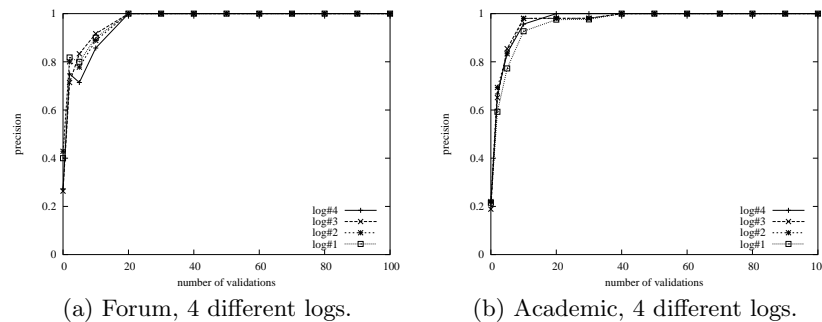 1
0.8
0.6
0.4
0.2
0
precision
0 20 40 60 80 100
number of validations
log#4
log#3
log#2
log#1
(a) Forum, 4 different logs.
1
0.8
0.6
0.4
0.2
0
precision
0 20 40 60 80 10
number of validations
log#4
log#3
log#2
log#1
(b) Academic, 4 different logs.